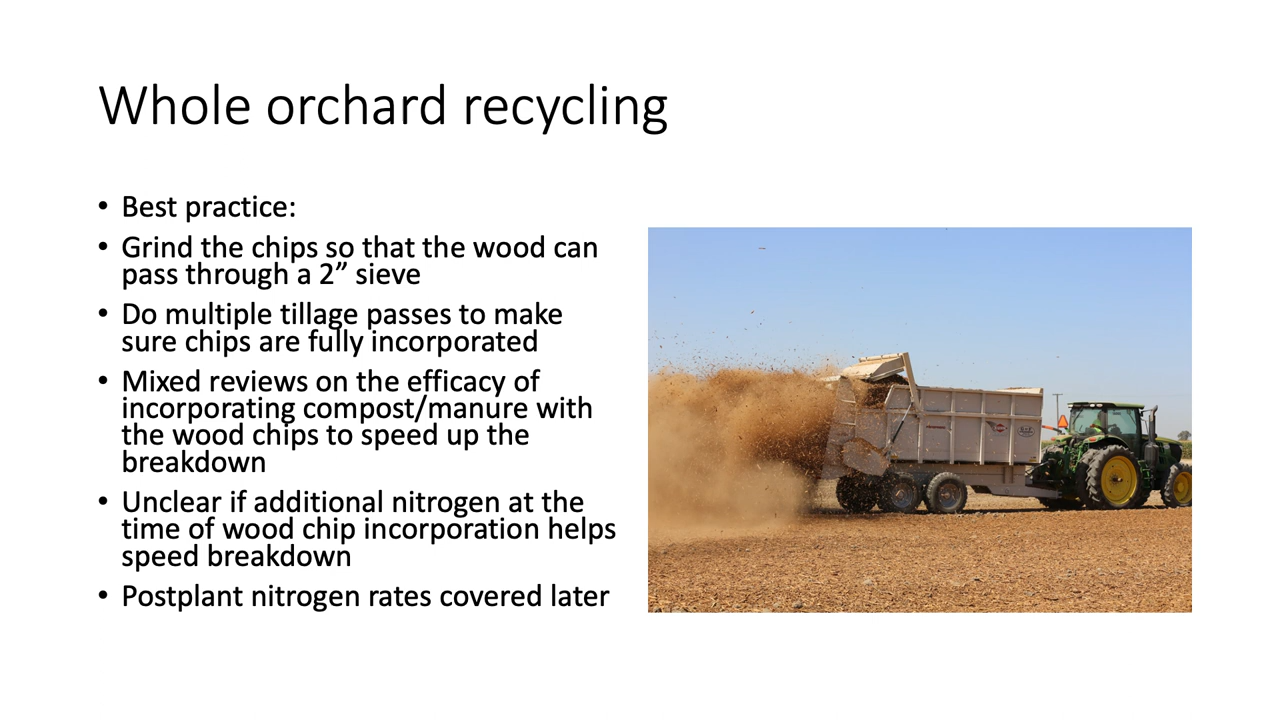 Whole orchard recycling
• Best practice:
• Grind the chips so that the wood can
pass through a 2” sieve
• Do multiple tillage passes to make
sure chips are fully incorporated
• Mixed reviews on the efficacy of
incorporating compost/manure with
the wood chips to speed up the
breakdown
• Unclear if additional nitrogen at the
time of wood chip incorporation helps
speed breakdown
• Postplant nitrogen rates covered later